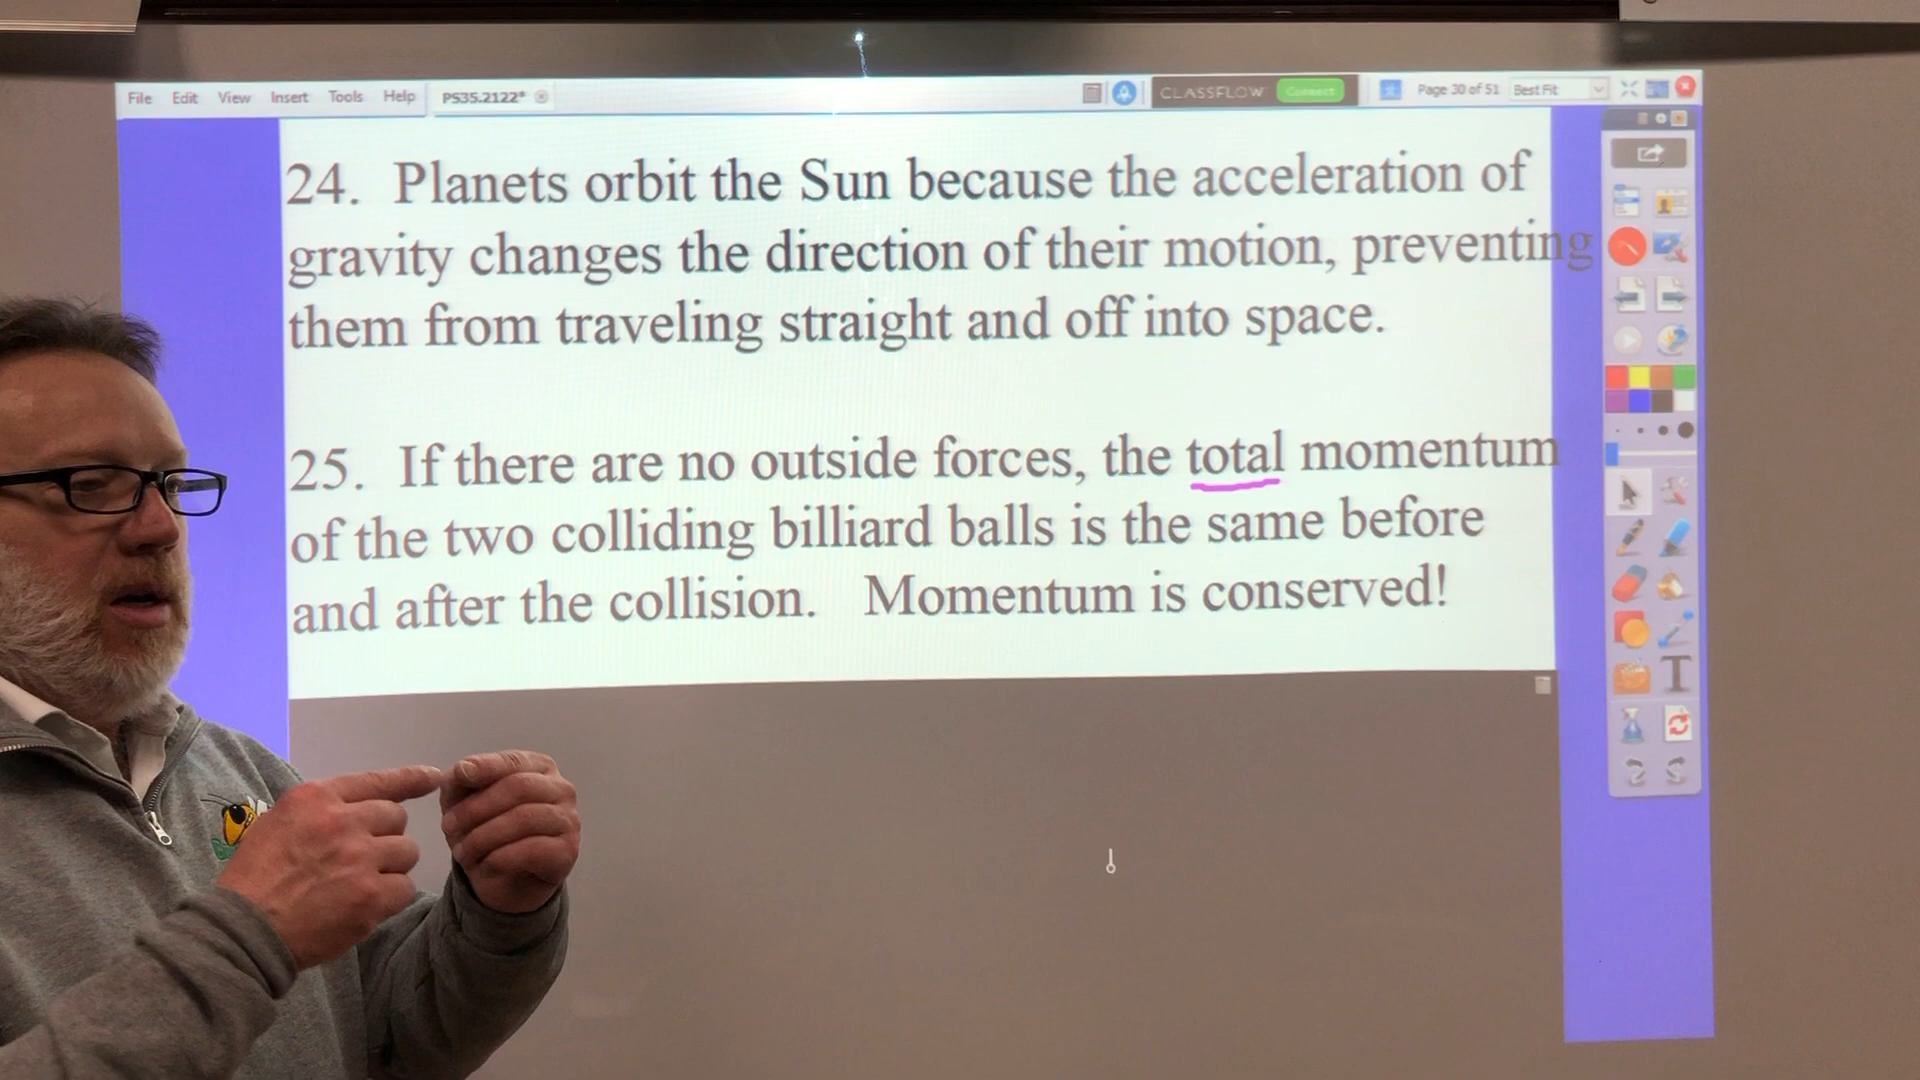 File Edit View Insert Tools Help PS35.2122* CLASSFLOW Connect Page 30 of 51 Best Fit
24. Planets orbit the Sun because the acceleration of
gravity changes the direction of their motion, preventing
them from traveling straight and off into space.
25. If there are no outside forces, the total momentum
of the two colliding billiard balls is the same before
and after the collision. Momentum is conserved!
T